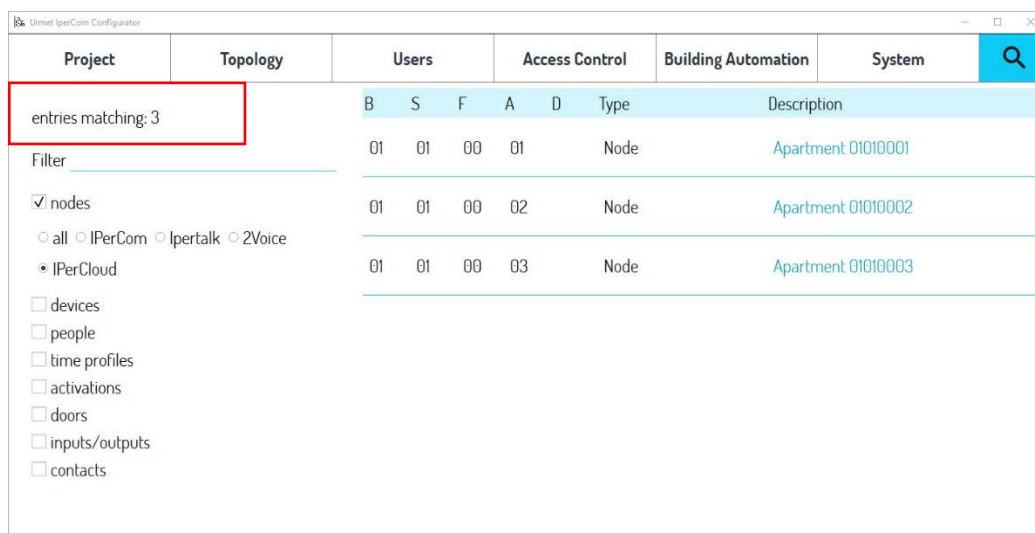 Urmet IperCom Configurator
Project Topology Users Access Control Building Automation System
entries matching: 3
Filter
nodes
all IPerCom Ipertalk 2Voice
IPerCloud
devices
people
time profiles
activations
doors
inputs/outputs
contacts
B S F A D Type Description
01 01 00 01 Node Apartment 01010001
01 01 00 02 Node Apartment 01010002
01 01 00 03 Node Apartment 01010003